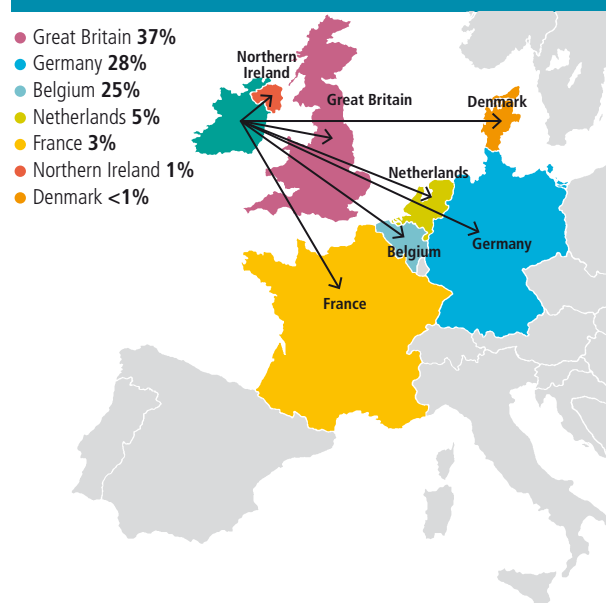 Great Britain 37%
Germany 28%
Belgium 25%
Netherlands 5%
France 3%
Northern Ireland 1%
Denmark <1%
Northern
Ireland
Great Britain
Denmark
Netherlands
Belgium
Germany
France